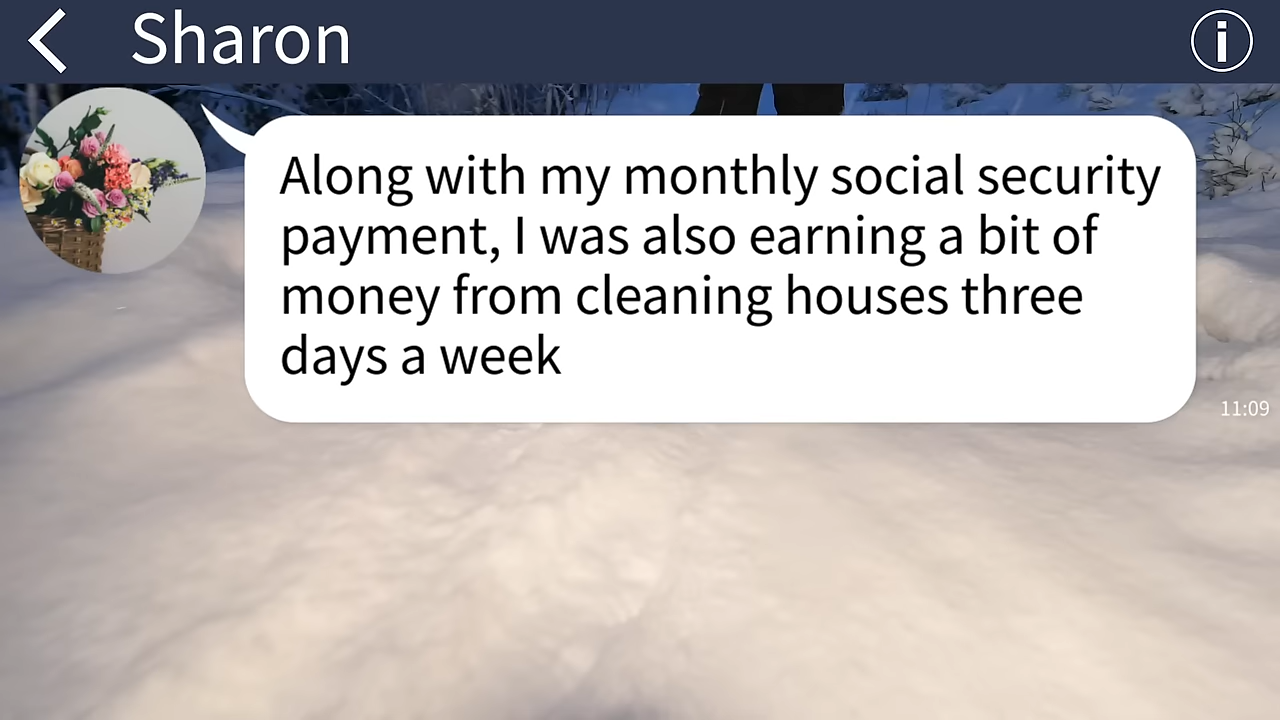 Sharon
Along with my monthly social security
payment, I was also earning a bit of
money from cleaning houses three
days a week
11:09